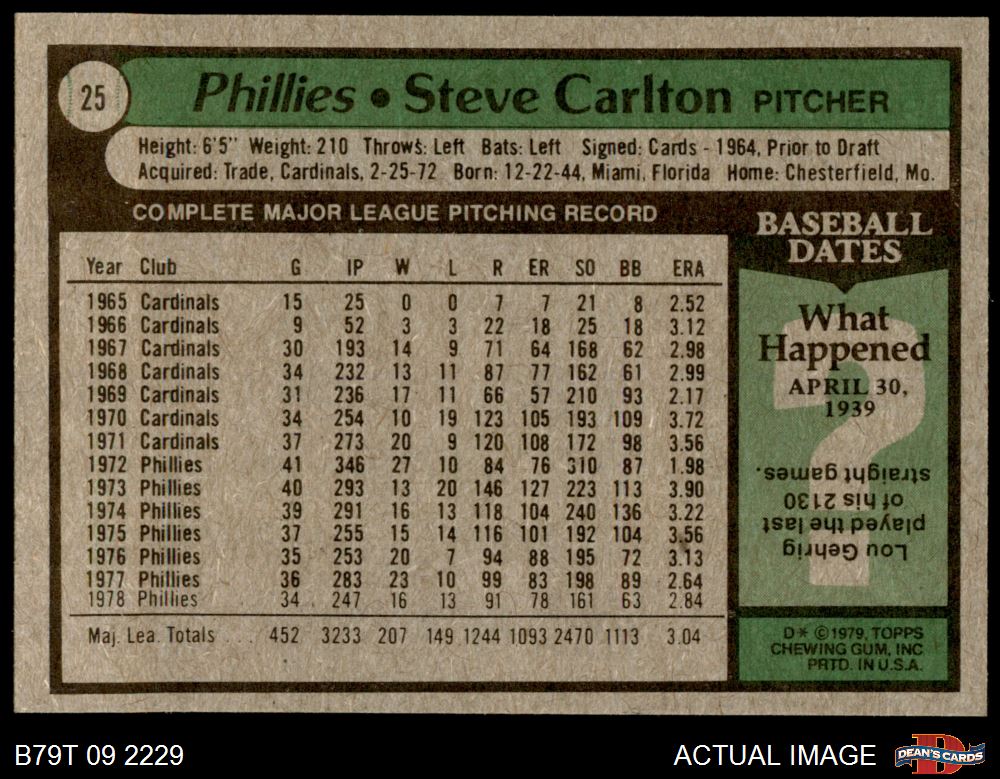 25
Phillies • Steve Carlton PITCHER
Height: 6'5" Weight: 210 Throws: Left Bats: Left Signed: Cards - 1964, Prior to Draft
Acquired: Trade, Cardinals, 2-25-72 Born: 12-22-44, Miami, Florida Home: Chesterfield, Mo.
COMPLETE MAJOR LEAGUE PITCHING RECORD
Year Club G IP W L R ER SO BB ERA
1965 Cardinals 15 25 0 0 7 7 21 8 2.52
1966 Cardinals 9 52 3 3 22 18 25 18 3.12
1967 Cardinals 30 193 14 9 71 64 168 62 2.98
1968 Cardinals 34 232 13 11 87 77 162 61 2.99
1969 Cardinals 31 236 17 11 66 57 210 93 2.17
1970 Cardinals 34 254 10 19 123 105 193 109 3.72
1971 Cardinals 37 273 20 9 120 108 172 98 3.56
1972 Phillies 41 346 27 10 84 76 310 87 1.98
1973 Phillies 40 293 13 20 146 127 223 113 3.90
1974 Phillies 39 291 16 13 118 104 240 136 3.22
1975 Phillies 37 255 15 14 116 101 192 104 3.56
1976 Phillies 35 253 20 7 94 88 195 72 3.13
1977 Phillies 36 283 23 10 99 83 198 89 2.64
1978 Phillies 34 247 16 13 91 78 161 63 2.84
Maj. Lea. Totals . . . 452 3233 207 149 1244 1093 2470 1113 3.04
BASEBALL
DATES
What
Happened
APRIL 30,
1939
?
Lou Gehrig
played the last
of his 2130
straight games.
D* ©1979, TOPPS
CHEWING GUM, INC
PRTD. IN U.S.A.
B79T 09 2229
ACTUAL IMAGE
D
DEAN'S CARDS